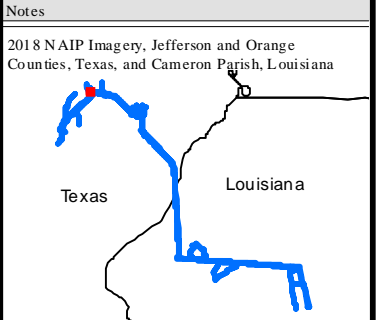 Notes
2018 NAIP Imagery, Jefferson and Orange
Counties, Texas, and Cameron Parish, Louisiana
Louisiana
Texas